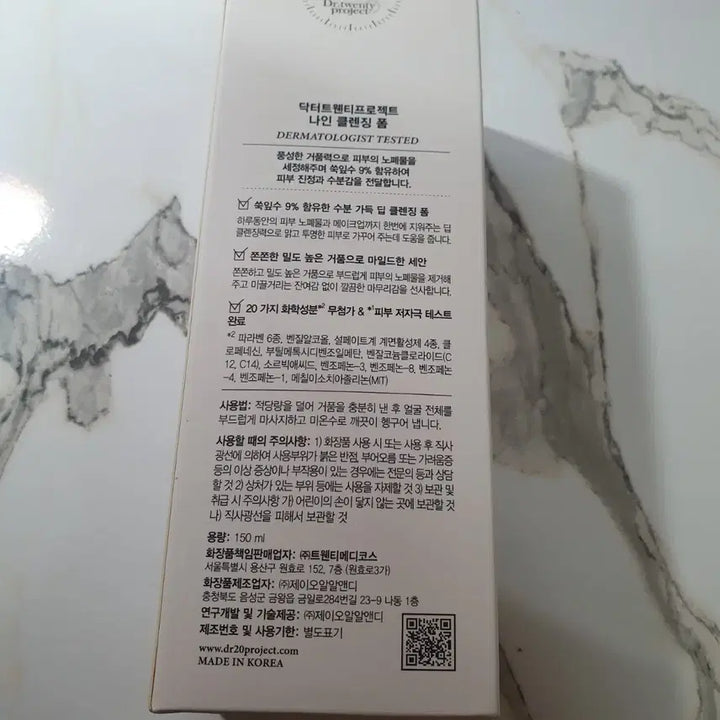 Dr.twenty
project
닥터트웬티프로젝트
나인 클렌징 폼
DERMATOLOGIST TESTED
풍성한 거품력으로 피부의 노폐물을
세정해주며 쑥잎수 9% 함유하여
피부 진정과 수분감을 전달합니다.
쑥잎수 9% 함유한 수분 가득 딥 클렌징 폼
하루동안의 피부 노폐물과 메이크업까지 한번에 지워주는 딥
클렌징력으로 맑고 투명한 피부로 가꾸어 주는데 도움을 줍니다.
쫀쫀한 밀도 높은 거품으로 마일드한 세안
쫀쫀하고 밀도 높은 거품으로 부드럽게 피부의 노폐물을 제거해
주고 미끌거리는 잔여감 없이 깔끔한 마무리감을 선사합니다.
20 가지 화학성분*² 무첨가 & *¹피부 저자극 테스트
완료
*² 파라벤 6종, 벤질알코올, 설페이트계 계면활성제 4종, 클
로페네신, 부틸메톡시디벤조일메탄, 벤잘코늄클로라이드(C
12, C14), 소르빅애씨드, 벤조페논-3, 벤조페논-8, 벤조페논
-4, 벤조페논-1, 메칠이소치아졸리논(MIT)
사용법: 적당량을 덜어 거품을 충분히 낸 후 얼굴 전체를
부드럽게 마사지하고 미온수로 깨끗이 헹구어 냅니다.
사용할 때의 주의사항: 1) 화장품 사용 시 또는 사용 후 직사
광선에 의하여 사용부위가 붉은 반점, 부어오름 또는 가려움증
등의 이상 증상이나 부작용이 있는 경우에는 전문의 등과 상담
할 것 2) 상처가 있는 부위 등에는 사용을 자제할 것 3) 보관 및
취급 시 주의사항 가) 어린이의 손이 닿지 않는 곳에 보관할 것
나) 직사광선을 피해서 보관할 것
용량: 150 ml
화장품책임판매업자: ㈜트웬티메디코스
서울특별시 용산구 원효로 152, 7층 (원효로3가)
화장품제조업자: ㈜제이오알앤디
충청북도 음성군 금왕읍 금일로284번길 23-9 나동 1층
연구개발 및 기술제공: ㈜제이오알앤디
제조번호 및 사용기한: 별도표기
www.dr20project.com
MADE IN KOREA